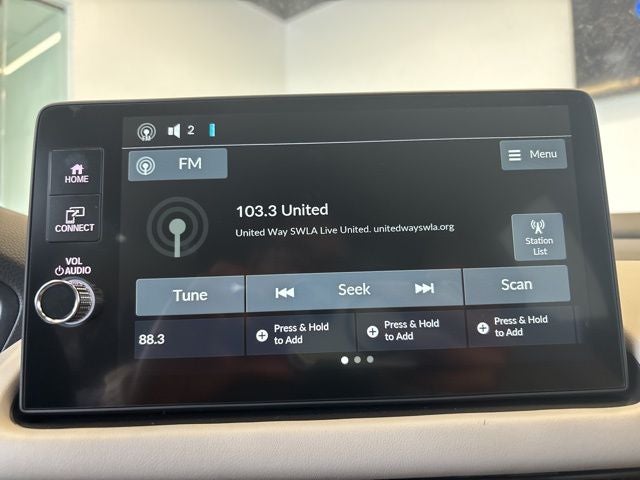 2
HOME
FM
Menu
CONNECT
103.3 United
United Way SWLA Live United. unitedwayswla.org
Station
List
VOL
AUDIO
Tune
Seek
Scan
88.3
Press & Hold
to Add
Press & Hold
to Add
Press & Hold
to Add